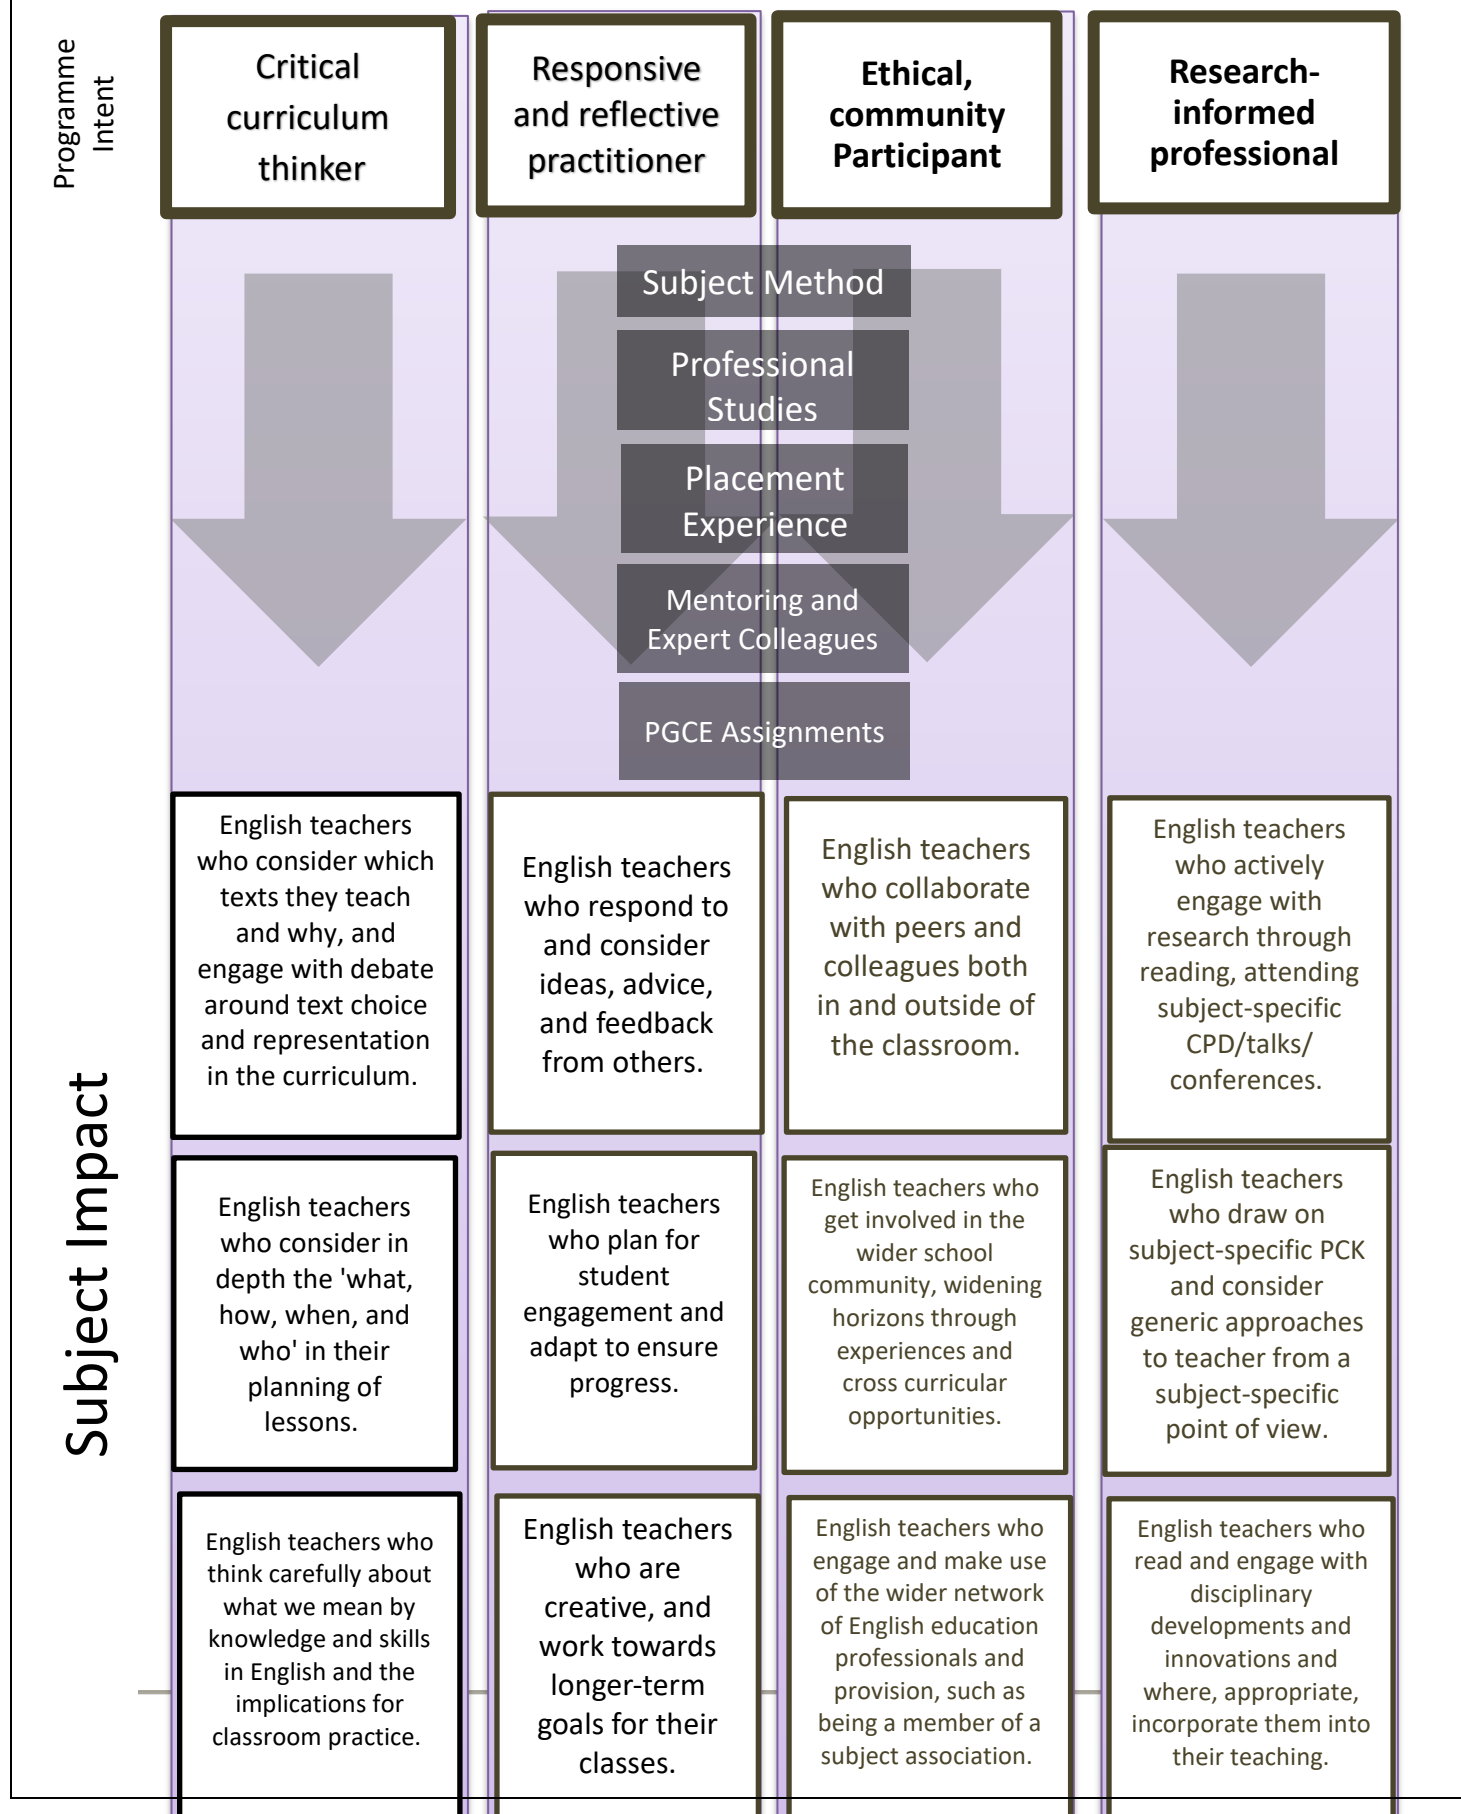 Programme
Intent
Critical
curriculum
thinker
Responsive
and reflective
practitioner
Ethical,
community
Participant
Research-
informed
professional
Subject Method
Professional
Studies
Placement
Experience
Mentoring and
Expert Colleagues
PGCE Assignments
Subject Impact
English teachers
who consider which
texts they teach
and why, and
engage with debate
around text choice
and representation
in the curriculum.
English teachers
who respond to
and consider
ideas, advice,
and feedback
from others.
English teachers
who collaborate
with peers and
colleagues both
in and outside of
the classroom.
English teachers
who actively
engage with
research through
reading, attending
subject-specific
CPD/talks/
conferences.
English teachers
who consider in
depth the 'what,
how, when, and
who' in their
planning of
lessons.
English teachers
who plan for
student
engagement and
adapt to ensure
progress.
English teachers who
get involved in the
wider school
community, widening
horizons through
experiences and
cross curricular
opportunities.
English teachers
who draw on
subject-specific PCK
and consider
generic approaches
to teacher from a
subject-specific
point of view.
English teachers who
think carefully about
what we mean by
knowledge and skills
in English and the
implications for
classroom practice.
English teachers
who are
creative, and
work towards
longer-term
goals for their
classes.
English teachers who
engage and make use
of the wider network
of English education
professionals and
provision, such as
being a member of a
subject association.
English teachers who
read and engage with
disciplinary
developments and
innovations and
where, appropriate,
incorporate them into
their teaching.